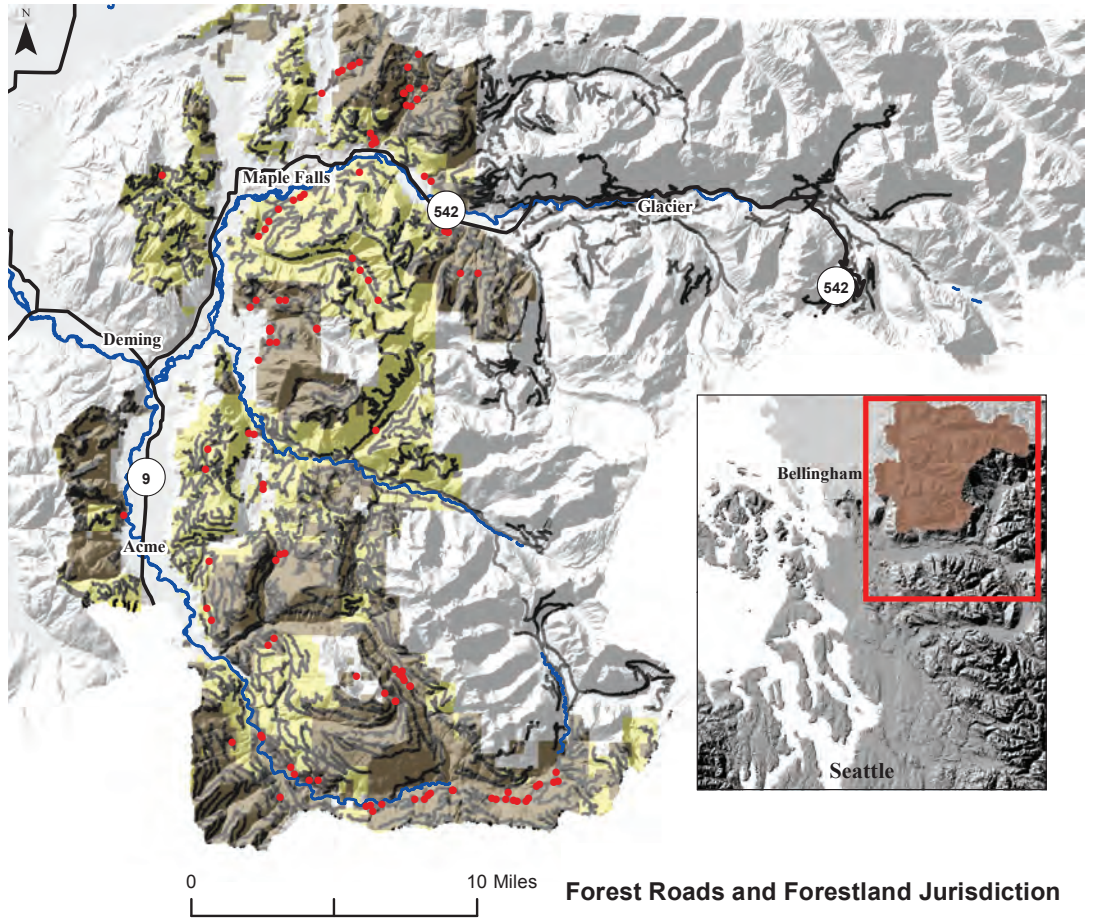 N
Maple Falls
542
Glacier
542
Deming
Bellingham
9
Acme
Seattle
0
10 Miles
Forest Roads and Forestland Jurisdiction